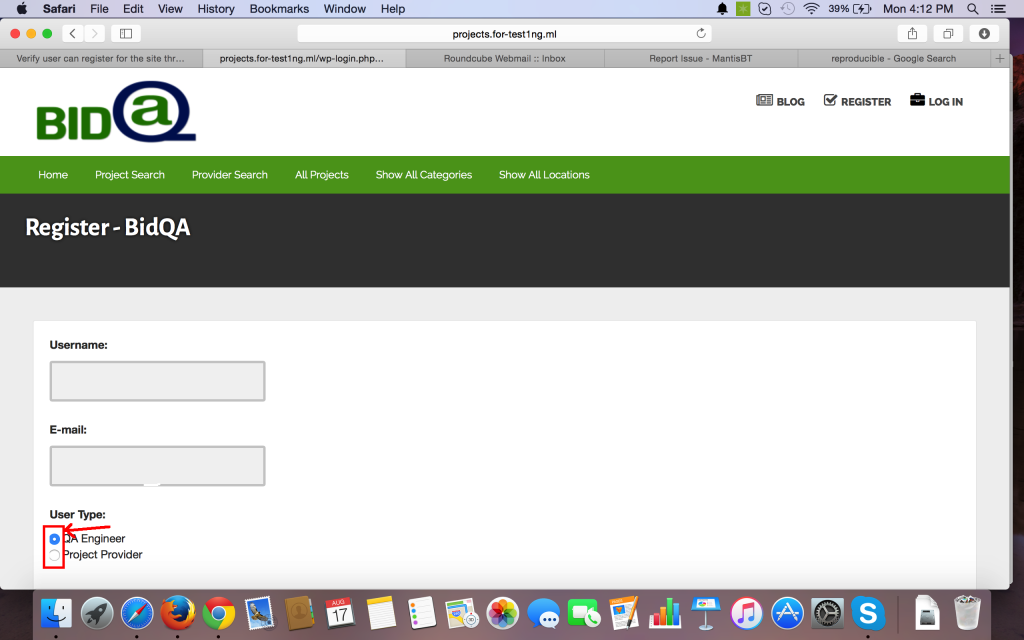 Safari File Edit View History Bookmarks Window Help 39% Mon 4:12 PM
projects.for-test1ng.ml
Verify user can register for the site thr... projects.for-test1ng.ml/wp-login.php... Roundcube Webmail :: Inbox Report Issue - MantisBT reproducible - Google Search
BIDQa
BLOG REGISTER LOG IN
Home Project Search Provider Search All Projects Show All Categories Show All Locations
Register - BidQA
Username:
E-mail:
User Type:
QA Engineer
Project Provider
AUG
17
3D